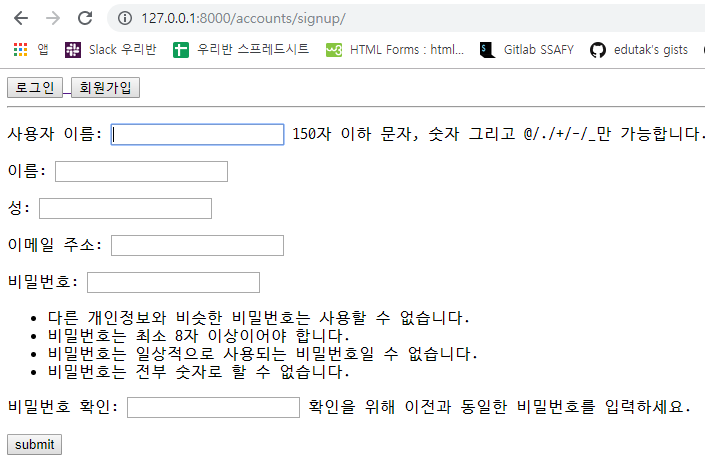 127.0.0.1:8000/accounts/signup/
앱 Slack 우리반 우리반 스프레드시트 HTML Forms : html... Gitlab SSAFY edutak's gists
로그인 회원가입
사용자 이름: 150자 이하 문자, 숫자 그리고 @/./+/-/_만 가능합니다.
이름:
성:
이메일 주소:
비밀번호:
• 다른 개인정보와 비슷한 비밀번호는 사용할 수 없습니다.
• 비밀번호는 최소 8자 이상이어야 합니다.
• 비밀번호는 일상적으로 사용되는 비밀번호일 수 없습니다.
• 비밀번호는 전부 숫자로 할 수 없습니다.
비밀번호 확인: 확인을 위해 이전과 동일한 비밀번호를 입력하세요.
submit